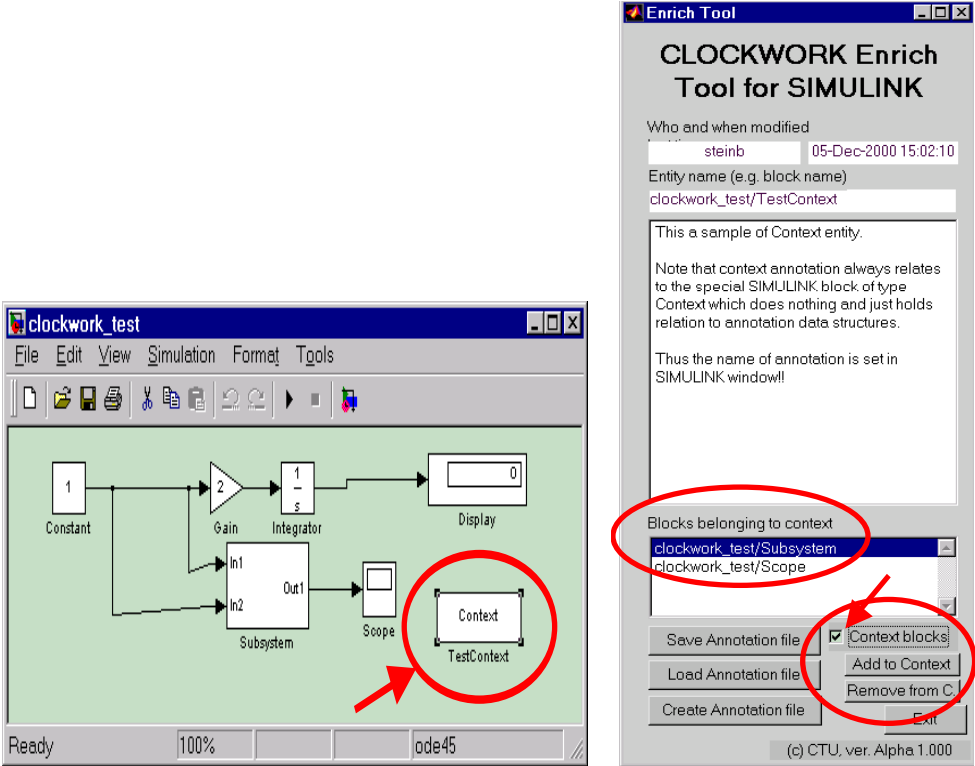 clockwork_test
File Edit View Simulation Format Tools
1
Constant
2
Gain
1
s
Integrator
0
Display
In1
In2
Out1
Subsystem
Scope
Context
TestContext
Ready
100%
ode45
Enrich Tool
CLOCKWORK Enrich
Tool for SIMULINK
Who and when modified
steinb
05-Dec-2000 15:02:10
Entity name (e.g. block name)
clockwork_test/TestContext
This a sample of Context entity.
Note that context annotation always relates
to the special SIMULINK block of type
Context which does nothing and just holds
relation to annotation data structures.
Thus the name of annotation is set in
SIMULINK window!!
Blocks belonging to context
clockwork_test/Subsystem
clockwork_test/Scope
Save Annotation file
Context blocks
Add to Context
Load Annotation file
Remove from C.
Create Annotation file
Exit
(c) CTU, ver. Alpha 1.000